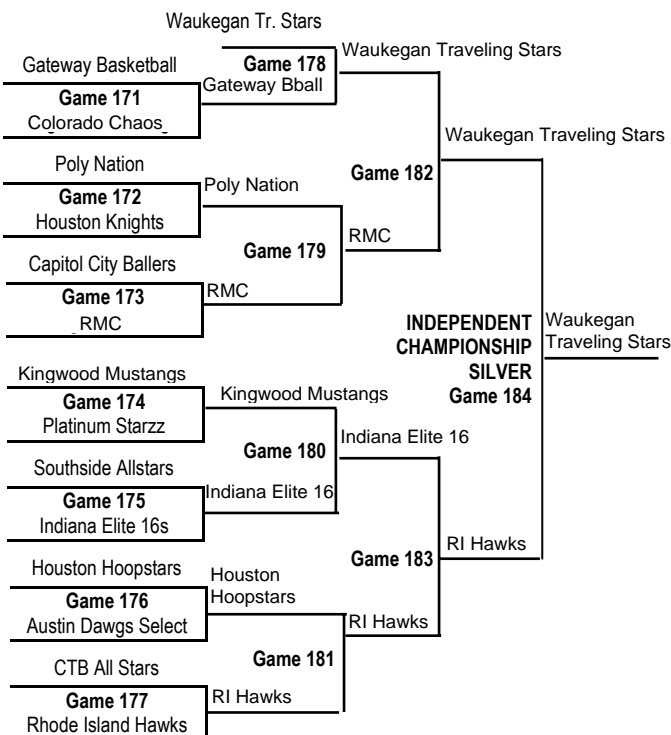 Waukegan Tr. Stars
Waukegan Traveling Stars
Gateway Basketball
Game 178
Gateway Bball
Game 171
Colorado Chaos
Waukegan Traveling Stars
Poly Nation
Game 182
Poly Nation
Game 172
Houston Knights
RMC
Game 179
Capitol City Ballers
RMC
Game 173
RMC
INDEPENDENT
CHAMPIONSHIP
SILVER
Game 184
Waukegan
Traveling Stars
Kingwood Mustangs
Kingwood Mustangs
Game 174
Platinum Starzz
Indiana Elite 16
Game 180
Southside Allstars
Indiana Elite 16
Game 175
Indiana Elite 16s
RI Hawks
Game 183
Houston Hoopstars
Houston
Hoopstars
Game 176
Austin Dawgs Select
RI Hawks
Game 181
CTB All Stars
RI Hawks
Game 177
Rhode Island Hawks